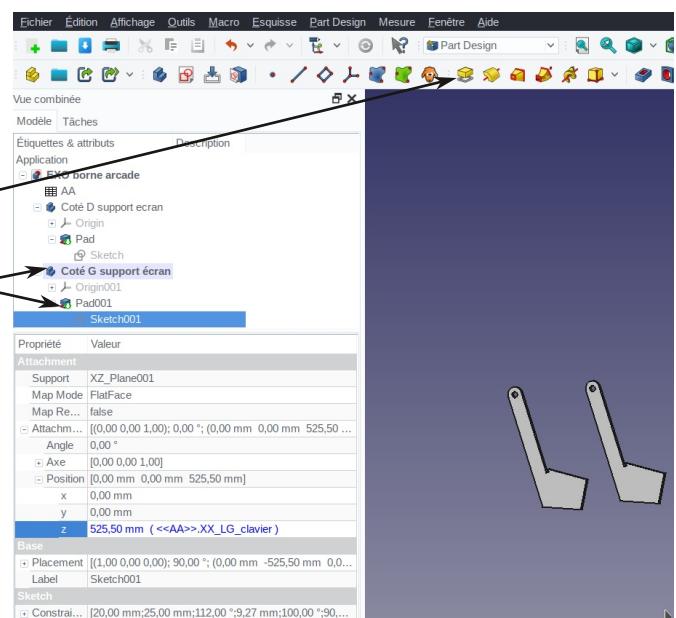 Fichier Édition Affichage Outils Macro Esquisse Part Design Mesure Fenêtre Aide
Part Design
Vue combinée
Modèle Tâches
Étiquettes & attributs Description
Application
EXO borne arcade
AA
Coté D support ecran
Origin
Pad
Sketch
Coté G support écran
Origin001
Pad001
Sketch001
Propriété Valeur
Attachment
Support XZ_Plane001
Map Mode FlatFace
Map Re... false
Attachm... [(0,00 0,00 1,00); 0,00 °; (0,00 mm 0,00 mm 525,50 ...
Angle 0,00 °
Axe [0,00 0,00 1,00]
Position [0,00 mm 0,00 mm 525,50 mm]
x 0,00 mm
y 0,00 mm
z 525,50 mm ( <<AA>>.XX_LG_clavier )
Base
Placement [(1,00 0,00 0,00); 90,00 °; (0,00 mm -525,50 mm 0,0...
Label Sketch001
Sketch
Constrai... [20,00 mm;25,00 mm;112,00 °;9,27 mm;100,00 °;90,...